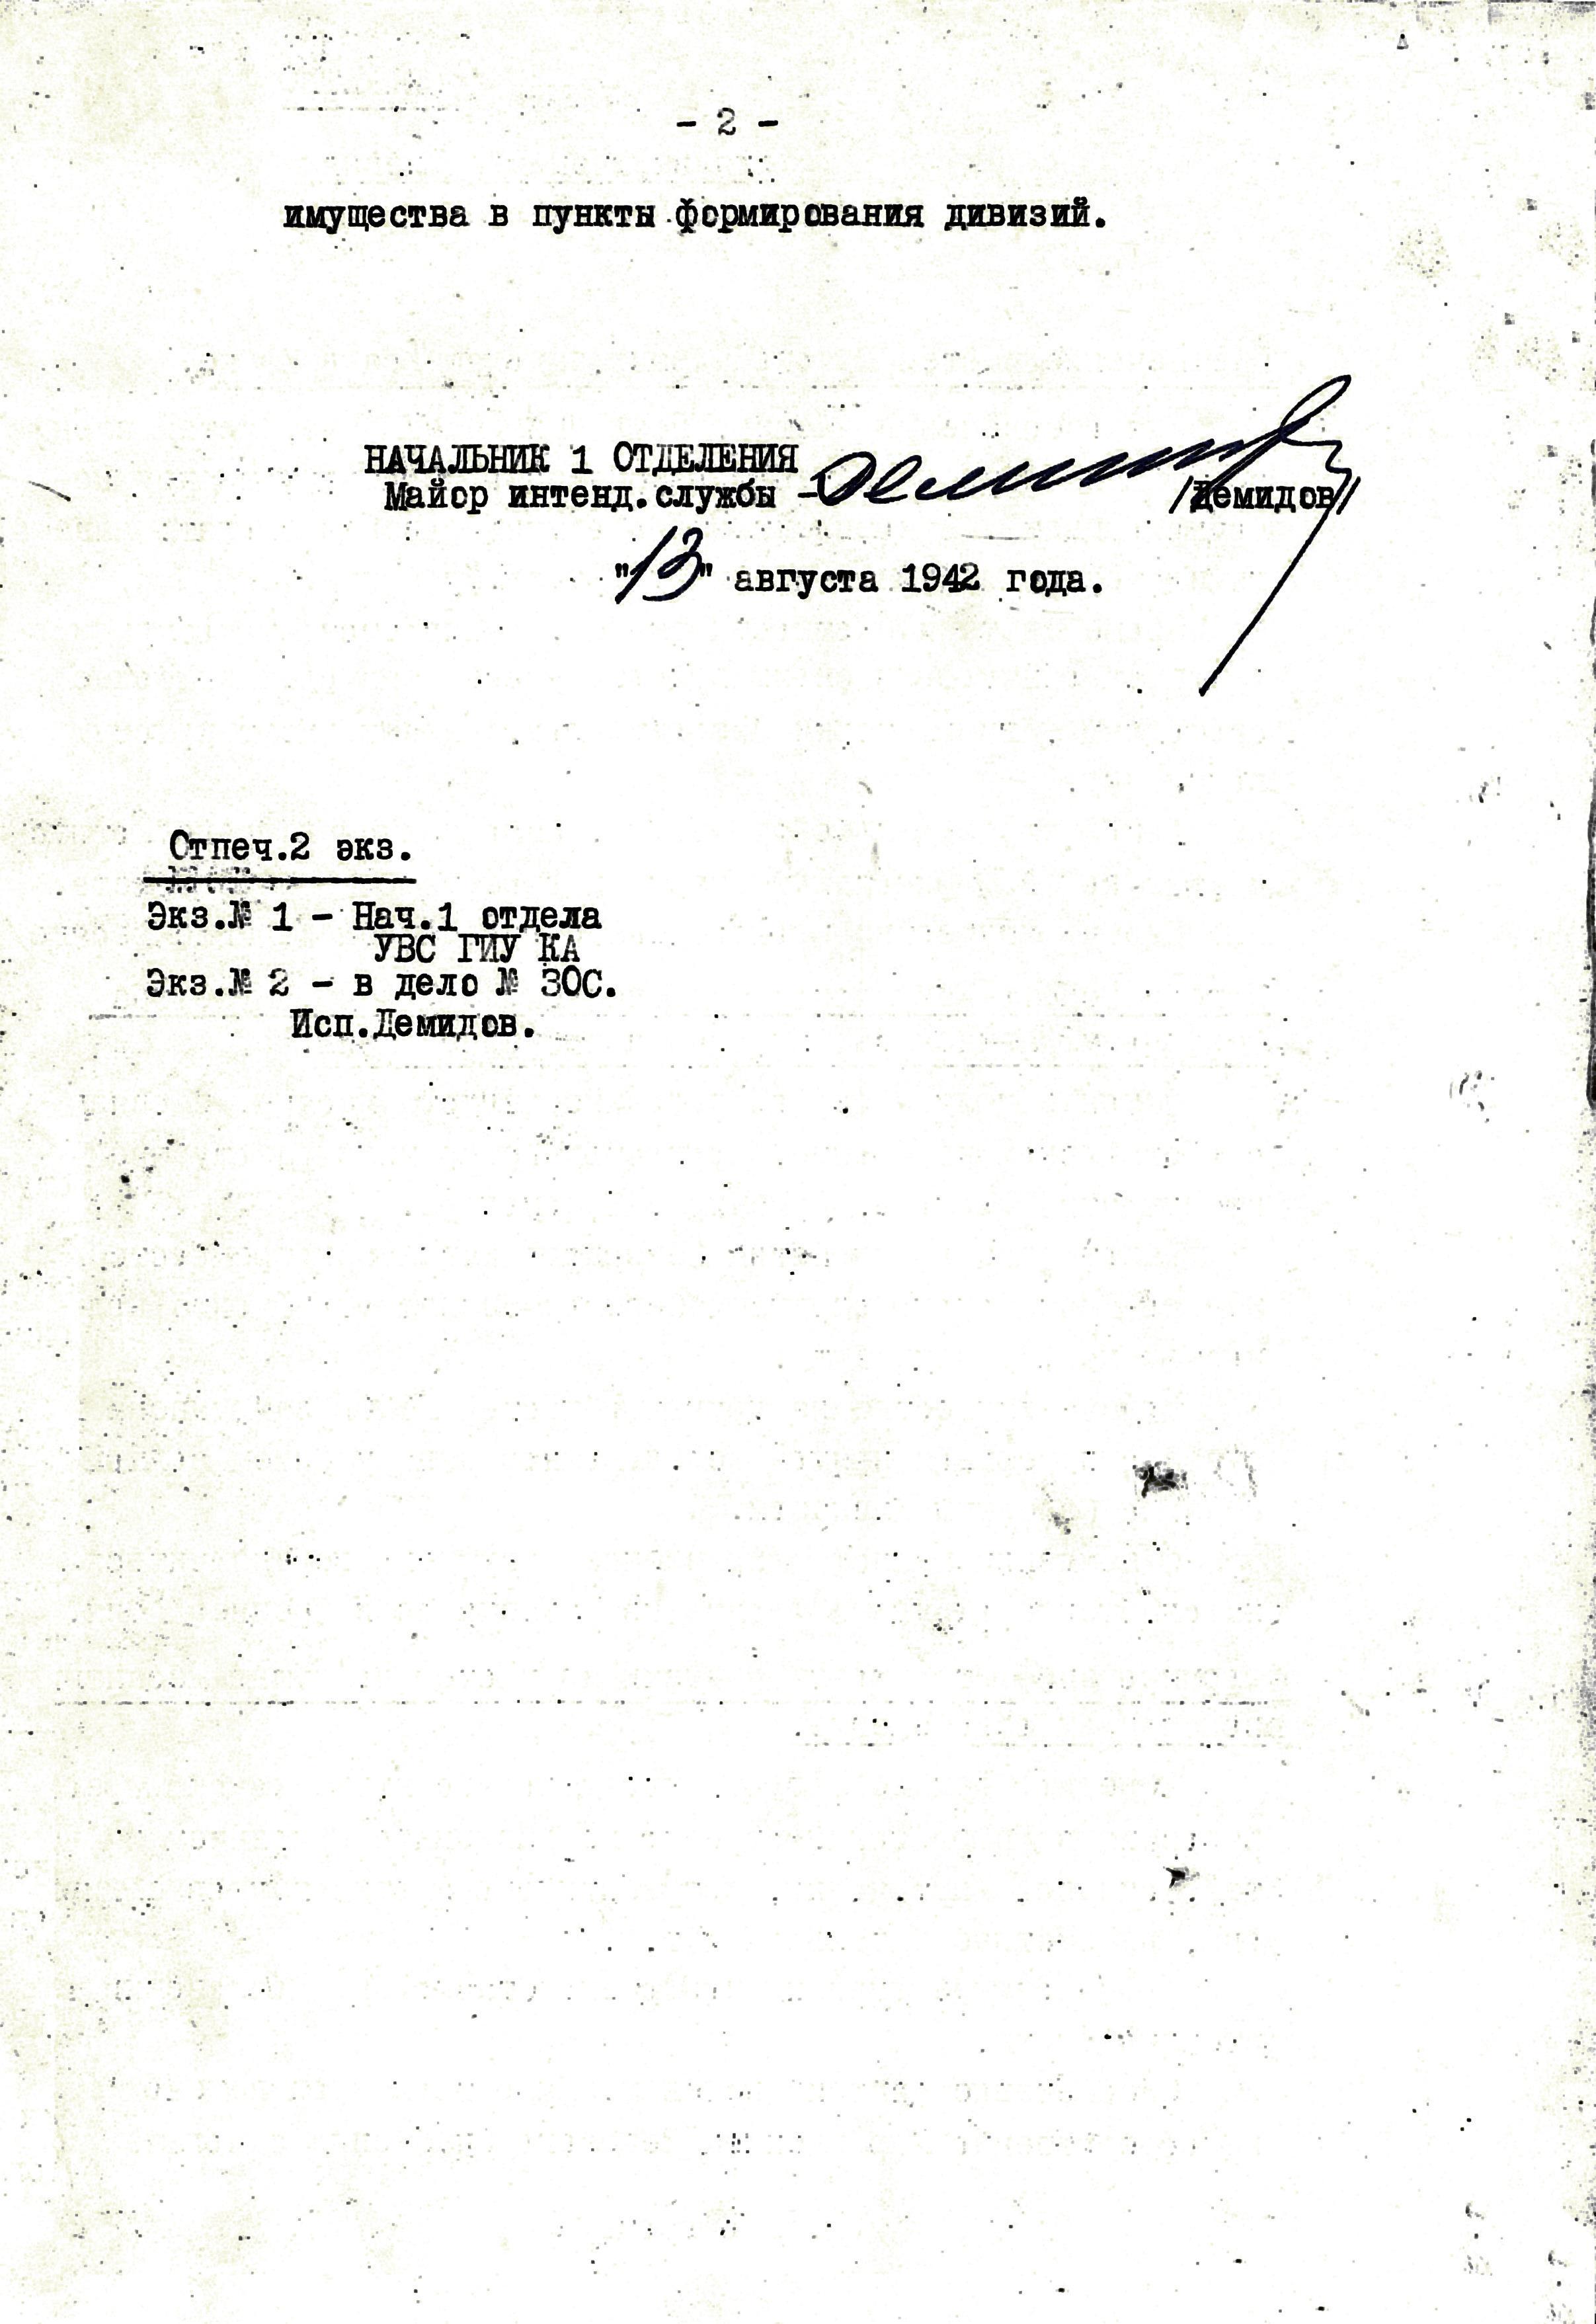 - 2 -
имущества в пункты формирования дивизий.
НАЧАЛЬНИК 1 ОТДЕЛЕНИЯ
Майор интенд.службы - /Демидов/
"13" августа 1942 года.
Отпеч.2 экз.
Экз.№ 1 - Нач.1 отдела
УВС ГИУ КА
Экз.№ 2 - в дело № 30С.
Исп.Демидов.